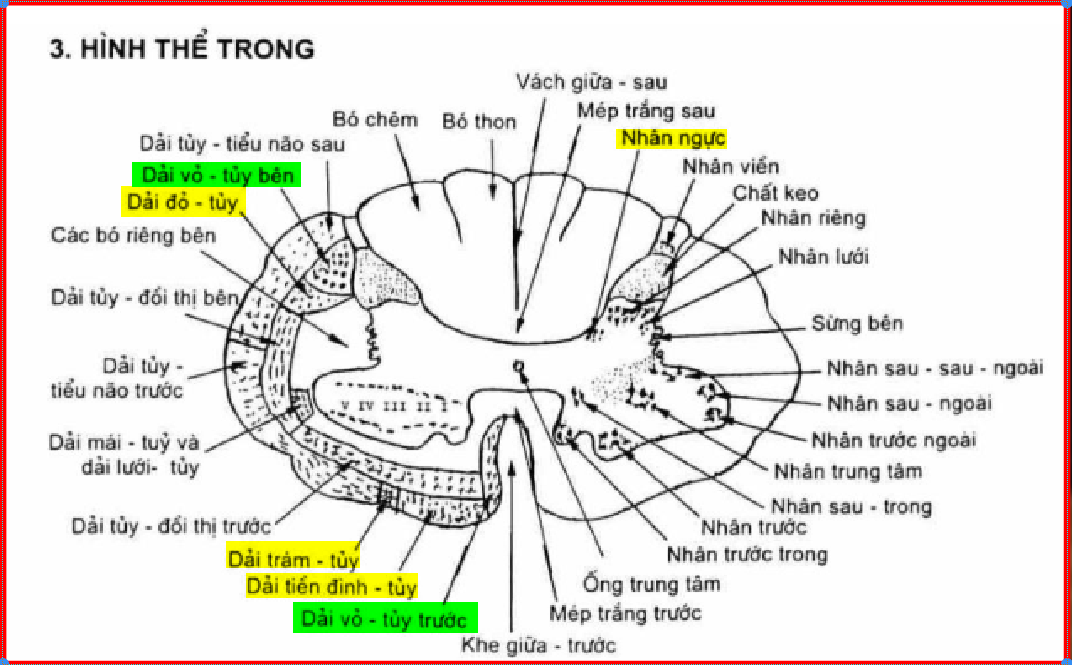 3. HÌNH THỂ TRONG
Vách giữa - sau
Mép trắng sau
Bó chêm
Bó thon
Nhân ngực
Dải tủy - tiểu não sau
Nhân viền
Dải vỏ - tủy bên
Chất keo
Dải đỏ - tủy
Nhân riêng
Các bó riêng bên
Nhân lưới
Dải tủy - đồi thị bên
Sừng bên
Dải tủy -
tiểu não trước
Nhân sau - sau - ngoài
Nhân sau - ngoài
V IV III II I
Dải mái - tuỷ và
dải lưới- tủy
Nhân trước ngoài
Nhân trung tâm
Nhân sau - trong
Dải tủy - đồi thị trước
Nhân trước
Nhân trước trong
Dải trám - tủy
Dải tiền đình - tủy
Ống trung tâm
Dải vỏ - tủy trước
Mép trắng trước
Khe giữa - trước